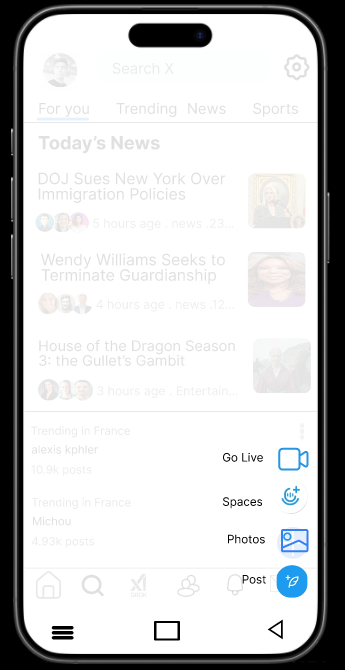 Search X
For you Trending News Sports
Today's News
DOJ Sues New York Over
Immigration Policies
5 hours ago . news .23...
Wendy Williams Seeks to
Terminate Guardianship
4 hours ago . news .12...
House of the Dragon Season
3: the Gullet's Gambit
3 hours ago . Entertain...
Trending in France
alexis kphler
10.9k posts
Go Live
Spaces
Trending in France
Michou
4.93k posts
Photos
Post